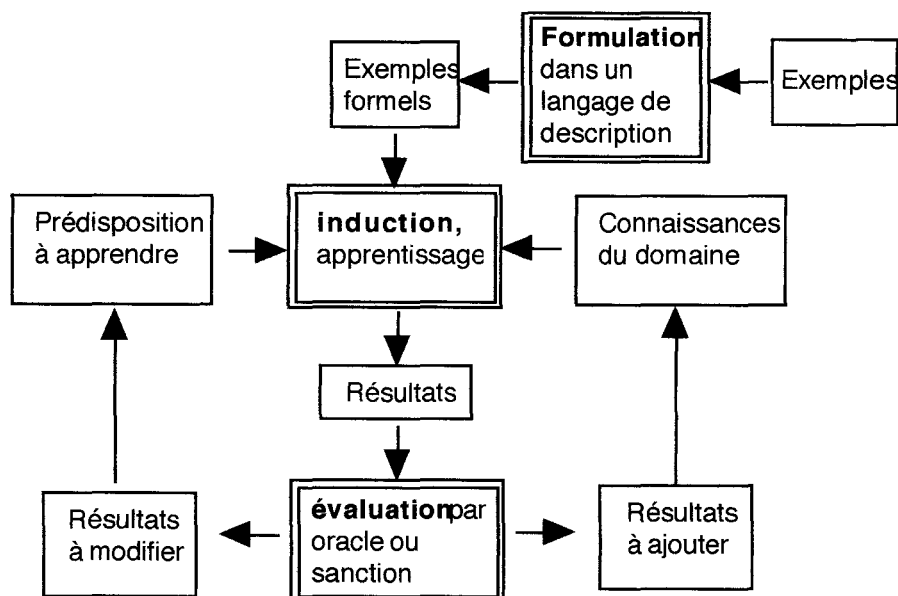 Formulation
dans un
langage de
description
Exemples
formels
Exemples
Prédisposition
à apprendre
induction,
apprentissage
Connaissances
du domaine
Résultats
Résultats
à modifier
évaluation par
oracle ou
sanction
Résultats
à ajouter